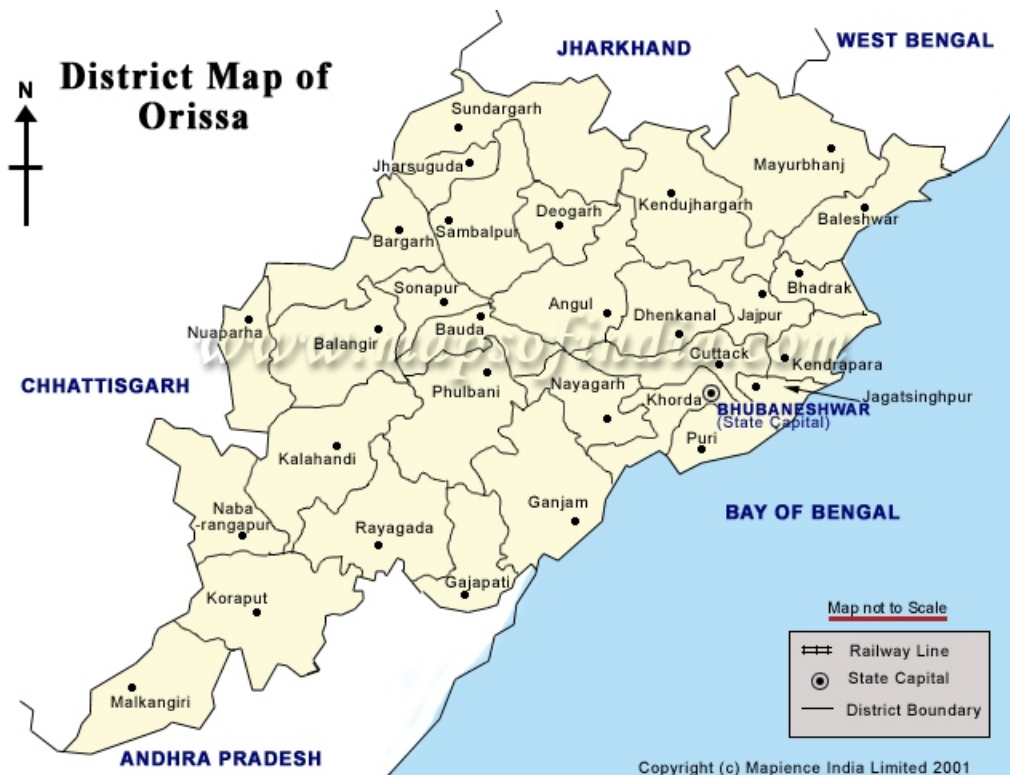 JHARKHAND
WEST BENGAL
District Map of
Orissa
N
Sundargarh
Jharsuguda
Mayurbhanj
Kendujhargarh
Deogarh
Baleshwar
Bargarh
Sambalpur
Sonapur
Bhadrak
Angul
Dhenkanal
Jajpur
Nuaparha
Bauda
Balangir
www.mapsofindia.com
Cuttack
Kendrapara
CHHATTISGARH
Phulbani
Nayagarh
Khorda
Jagatsinghpur
BHUBANESHWAR
(State Capital)
Puri
Kalahandi
Naba
-rangapur
Rayagada
Ganjam
BAY OF BENGAL
Gajapati
Koraput
Map not to Scale
Railway Line
State Capital
District Boundary
Malkangiri
ANDHRA PRADESH
Copyright (c) Mapience India Limited 2001